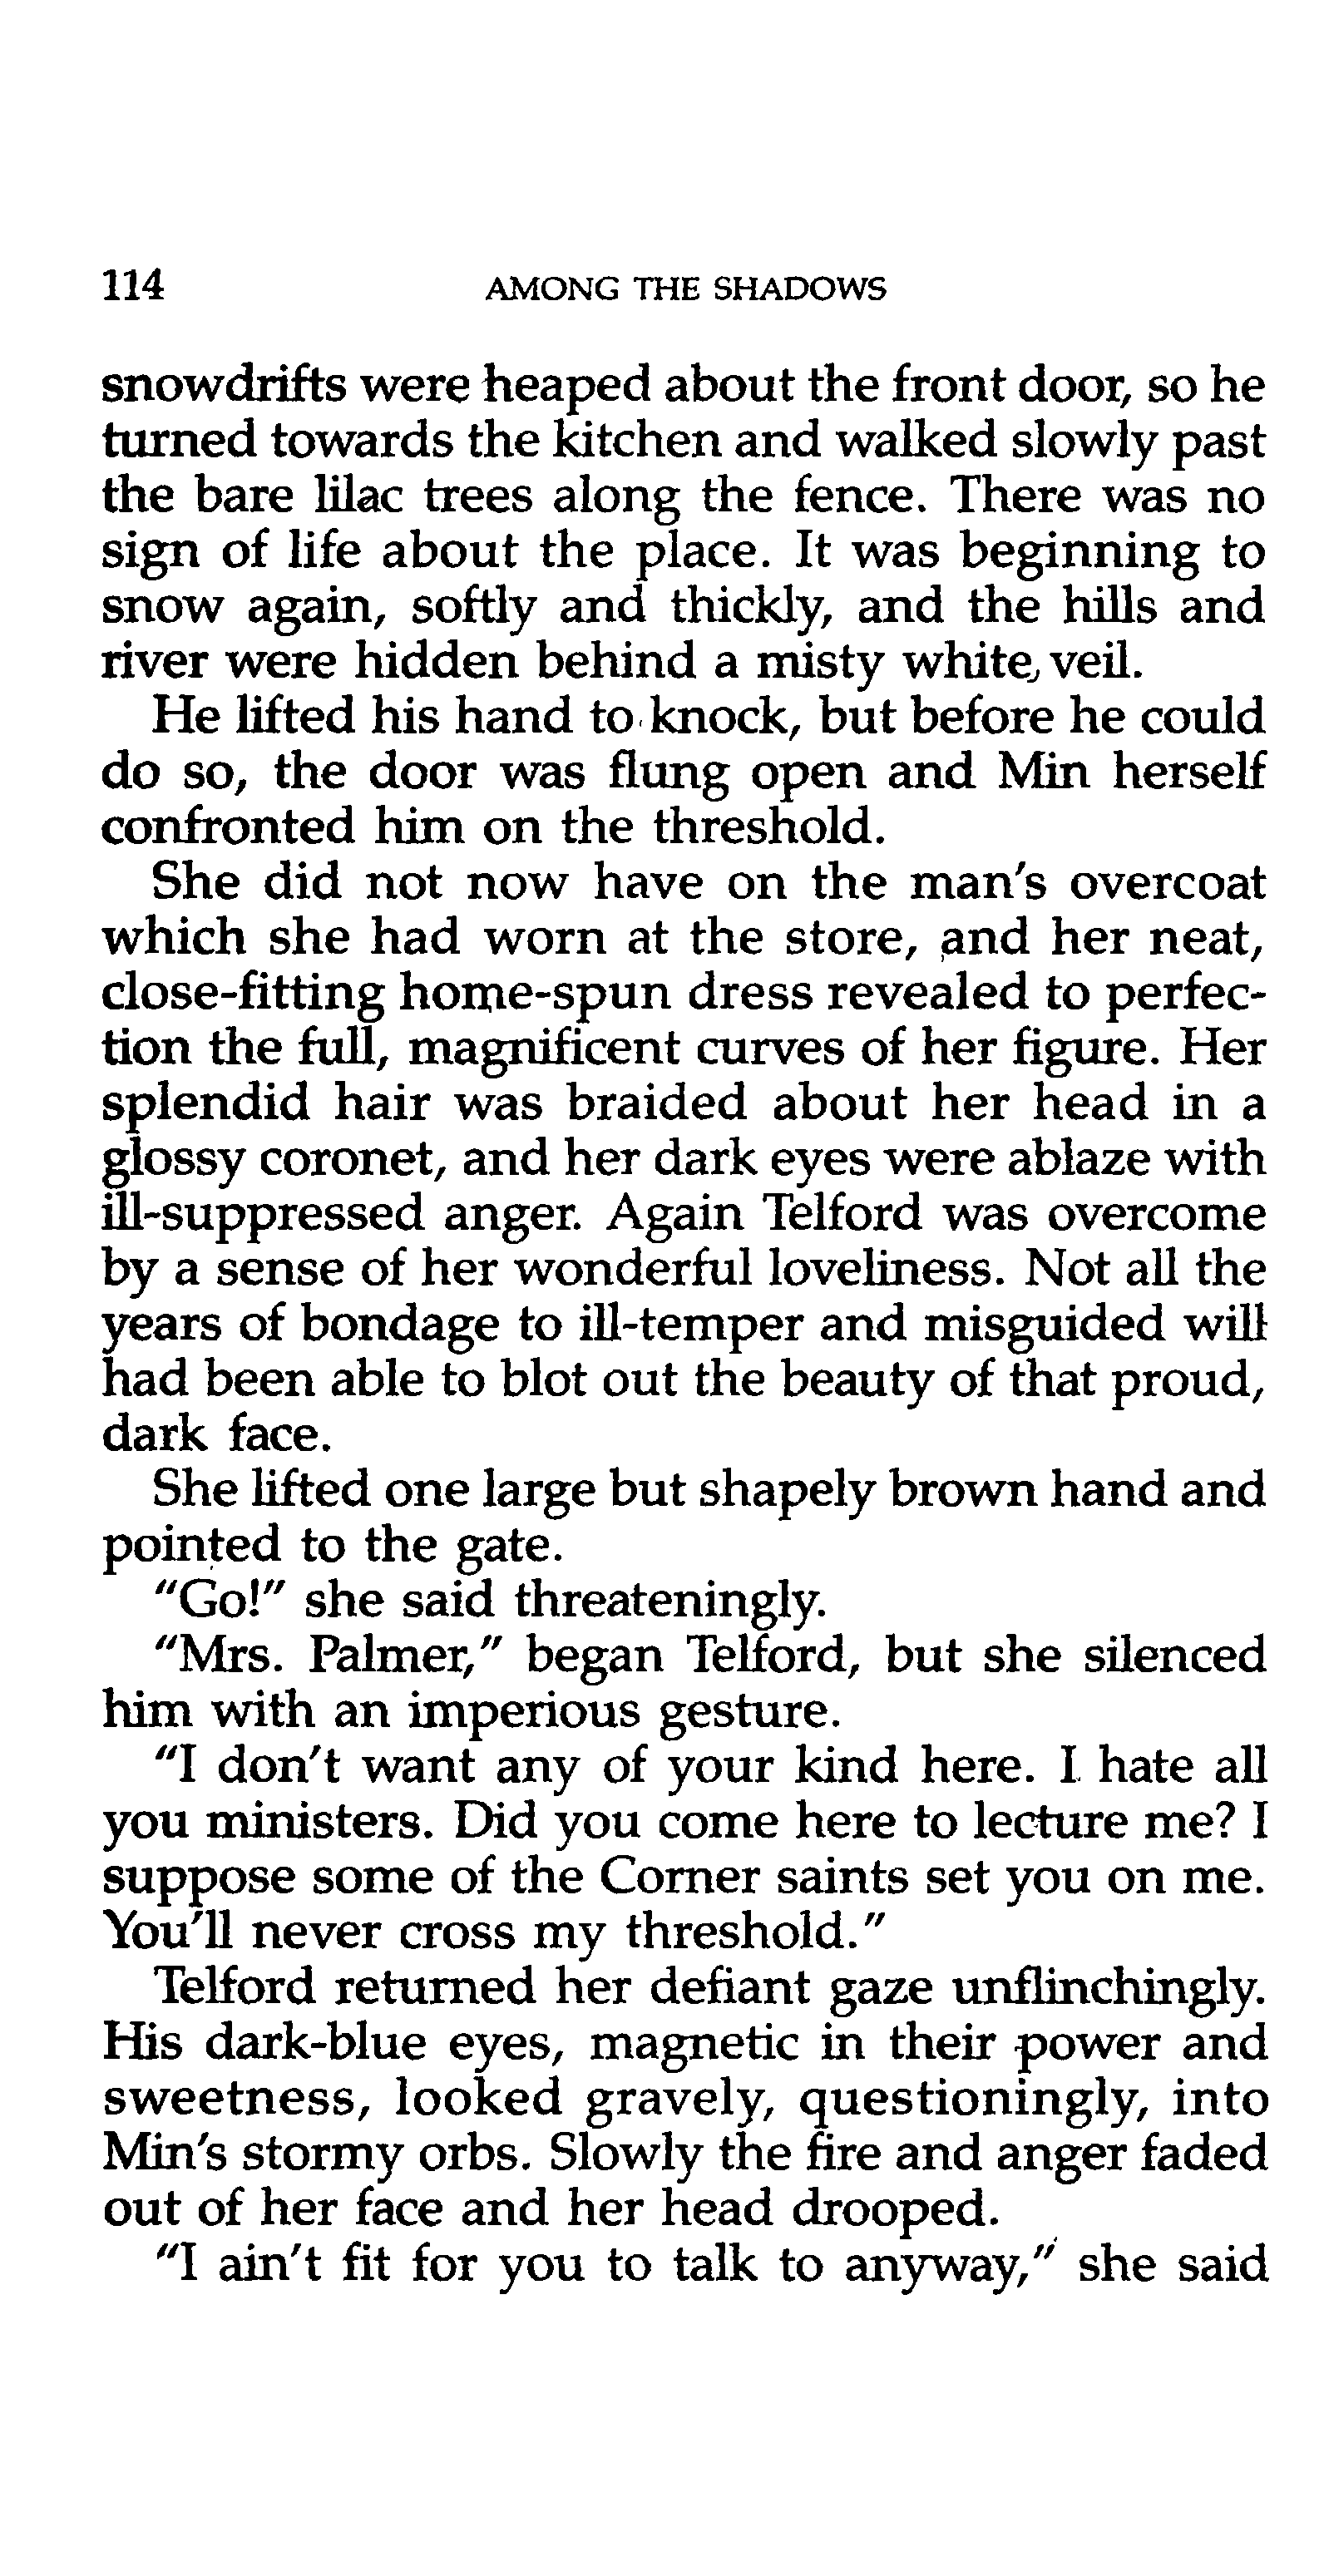 114 AMONG THE SHADOWS
snowdrifts were heaped about the front door, so he
turned towards the kitchen and walked slowly past
the bare lilac trees along the fence. There was no
sign of life about the place. It was beginning to
snow again, softly and thickly, and the hills and
river were hidden behind a misty white veil.
He lifted his hand to knock, but before he could
do so, the door was flung open and Min herself
confronted him on the threshold.
She did not now have on the man's overcoat
which she had worn at the store, and her neat,
close-fitting home-spun dress revealed to perfec-
tion the full, magnificent curves of her figure. Her
splendid hair was braided about her head in a
glossy coronet, and her dark eyes were ablaze with
ill-suppressed anger. Again Telford was overcome
by a sense of her wonderful loveliness. Not all the
years of bondage to ill-temper and misguided will
had been able to blot out the beauty of that proud,
dark face.
She lifted one large but shapely brown hand and
pointed to the gate.
"Go!" she said threateningly.
"Mrs. Palmer," began Telford, but she silenced
him with an imperious gesture.
"I don't want any of your kind here. I hate all
you ministers. Did you come here to lecture me? I
suppose some of the Corner saints set you on me.
You'll never cross my threshold."
Telford returned her defiant gaze unflinchingly.
His dark-blue eyes, magnetic in their power and
sweetness, looked gravely, questioningly, into
Min's stormy orbs. Slowly the fire and anger faded
out of her face and her head drooped.
"I ain't fit for you to talk to anyway," she said